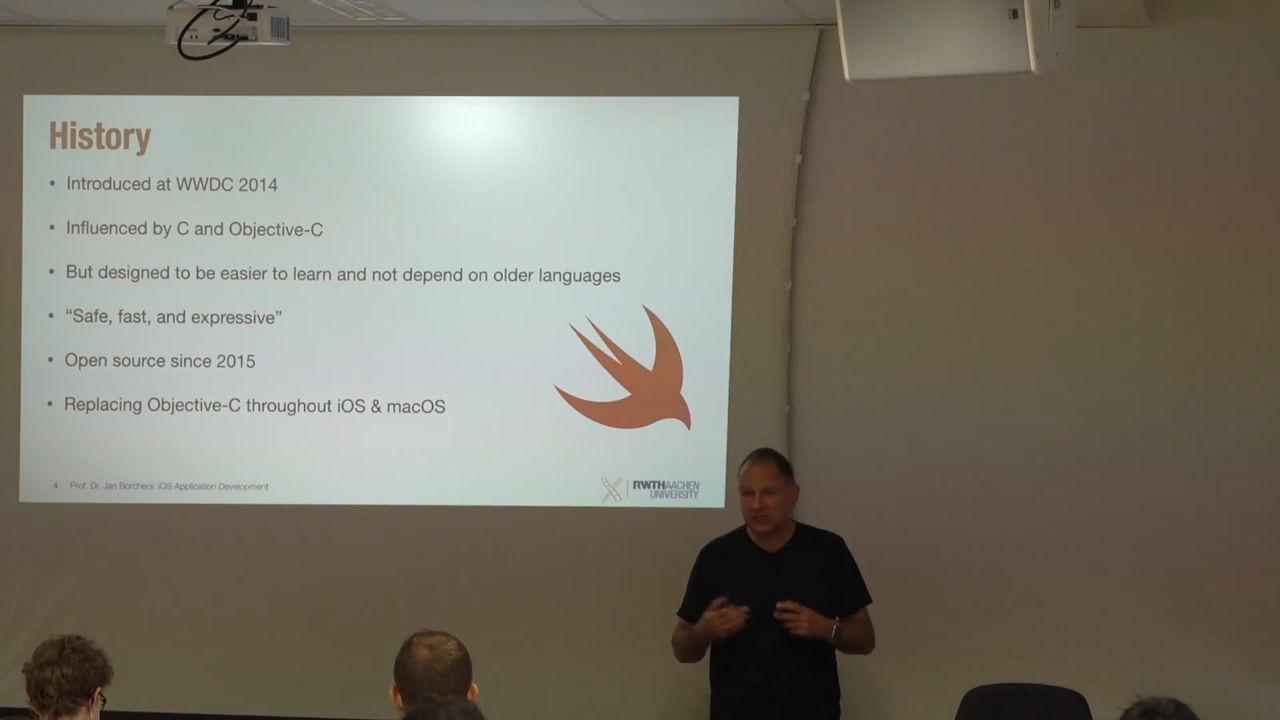 History
• Introduced at WWDC 2014
• Influenced by C and Objective-C
• But designed to be easier to learn and not depend on older languages
• “Safe, fast, and expressive”
• Open source since 2015
• Replacing Objective-C throughout iOS & macOS
4 Prof. Dr. Jan Borchers: iOS Application Development
RWTHAACHEN
UNIVERSITY